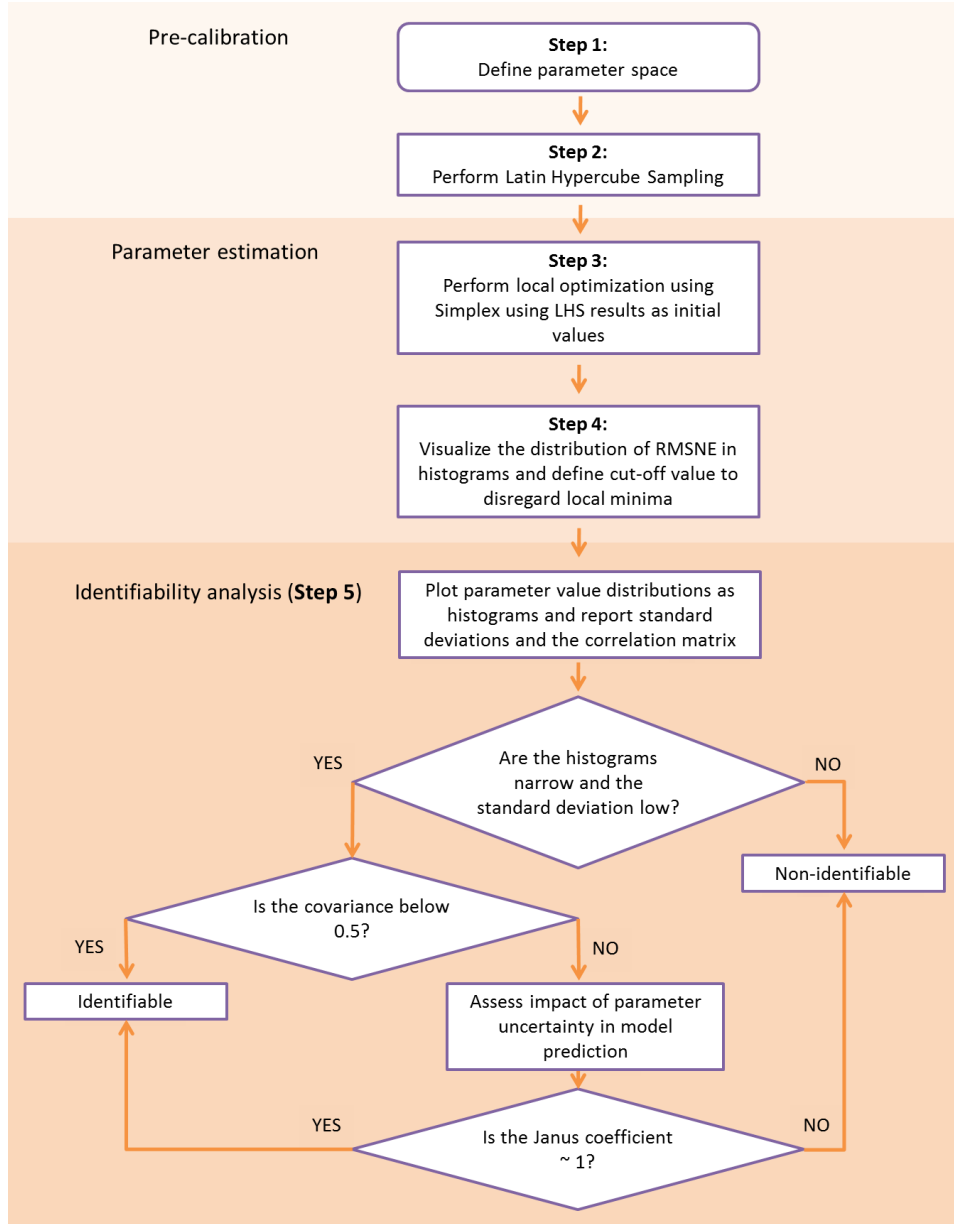 Pre-calibration
Step 1:
Define parameter space
Step 2:
Perform Latin Hypercube Sampling
Parameter estimation
Step 3:
Perform local optimization using
Simplex using LHS results as initial
values
Step 4:
Visualize the distribution of RMSNE in
histograms and define cut-off value to
disregard local minima
Identifiability analysis (Step 5)
Plot parameter value distributions as
histograms and report standard
deviations and the correlation matrix
Are the histograms
narrow and the
standard deviation low?
YES
NO
Non-identifiable
Is the covariance below
0.5?
YES
NO
Identifiable
Assess impact of parameter
uncertainty in model
prediction
Is the Janus coefficient
~ 1?
YES
NO